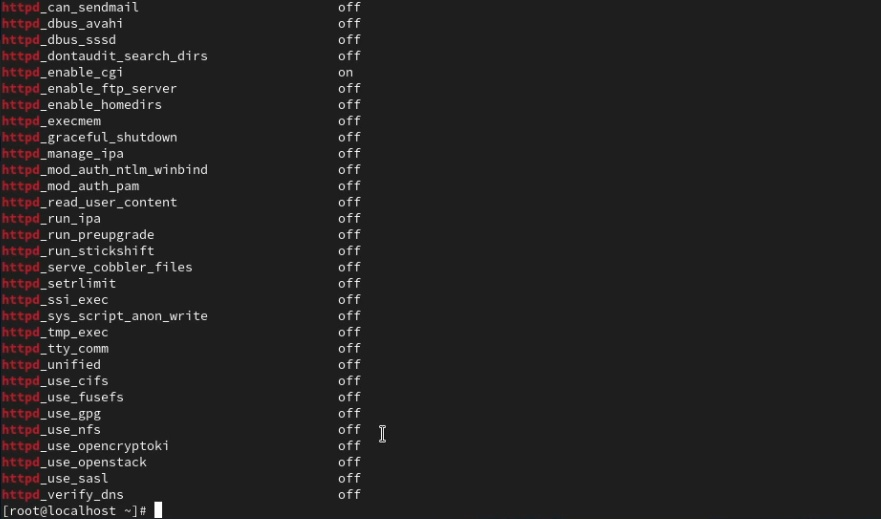 httpd_can_sendmail off
httpd_dbus_avahi off
httpd_dbus_sssd off
httpd_dontaudit_search_dirs off
httpd_enable_cgi on
httpd_enable_ftp_server off
httpd_enable_homedirs off
httpd_execmem off
httpd_graceful_shutdown off
httpd_manage_ipa off
httpd_mod_auth_ntlm_winbind off
httpd_mod_auth_pam off
httpd_read_user_content off
httpd_run_ipa off
httpd_run_preupgrade off
httpd_run_stickshift off
httpd_serve_cobbler_files off
httpd_setrlimit off
httpd_ssi_exec off
httpd_sys_script_anon_write off
httpd_tmp_exec off
httpd_tty_comm off
httpd_unified off
httpd_use_cifs off
httpd_use_fusefs off
httpd_use_gpg off
httpd_use_nfs off
httpd_use_opencryptoki off
httpd_use_openstack off
httpd_use_sasl off
httpd_verify_dns off
[root@localhost ~]#